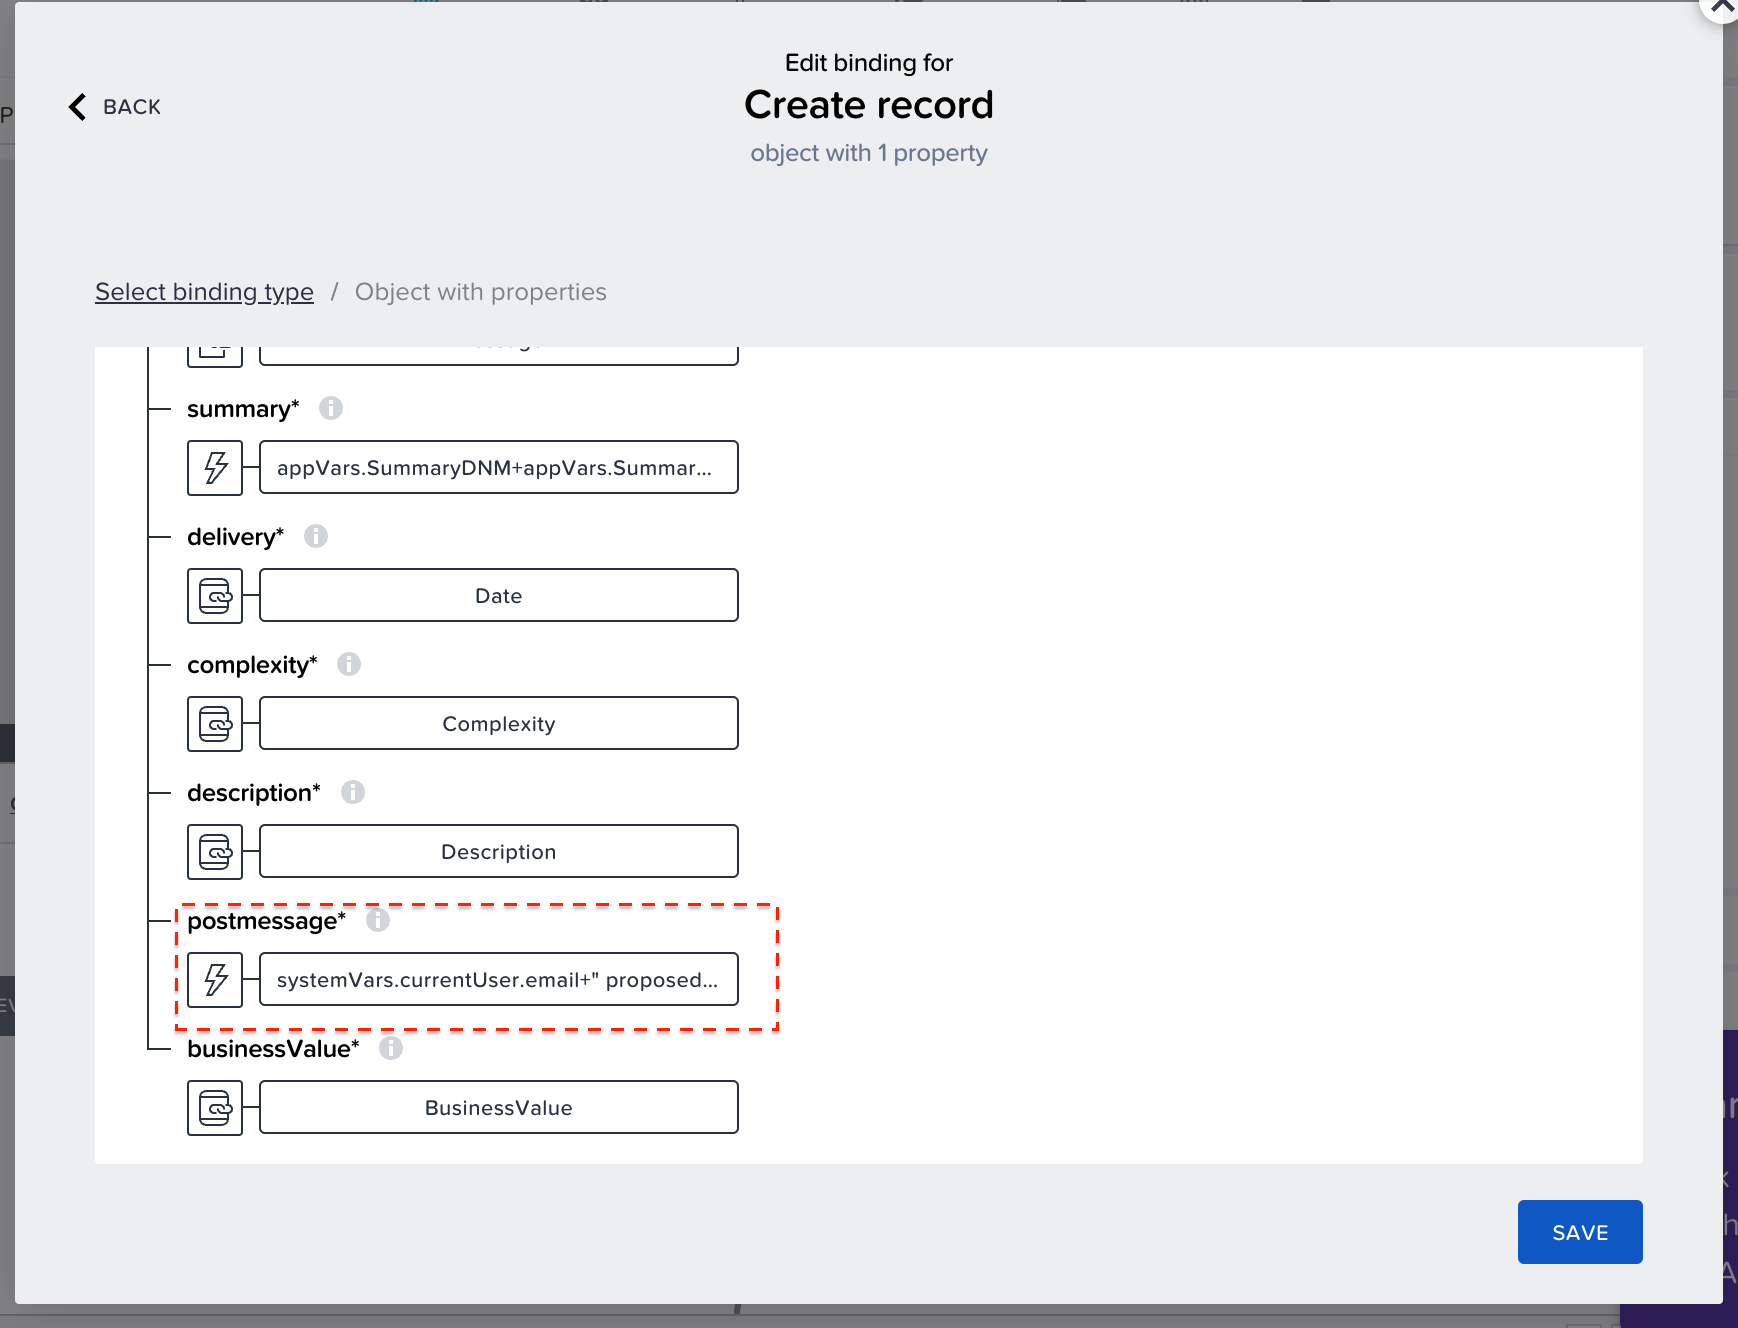 Edit binding for
BACK
Create record
object with 1 property
Select binding type / Object with properties
summary*
appVars.SummaryDNM+appVars.Summar...
delivery*
Date
complexity*
Complexity
description*
Description
postmessage*
systemVars.currentUser.email+" proposed...
businessValue*
BusinessValue
SAVE